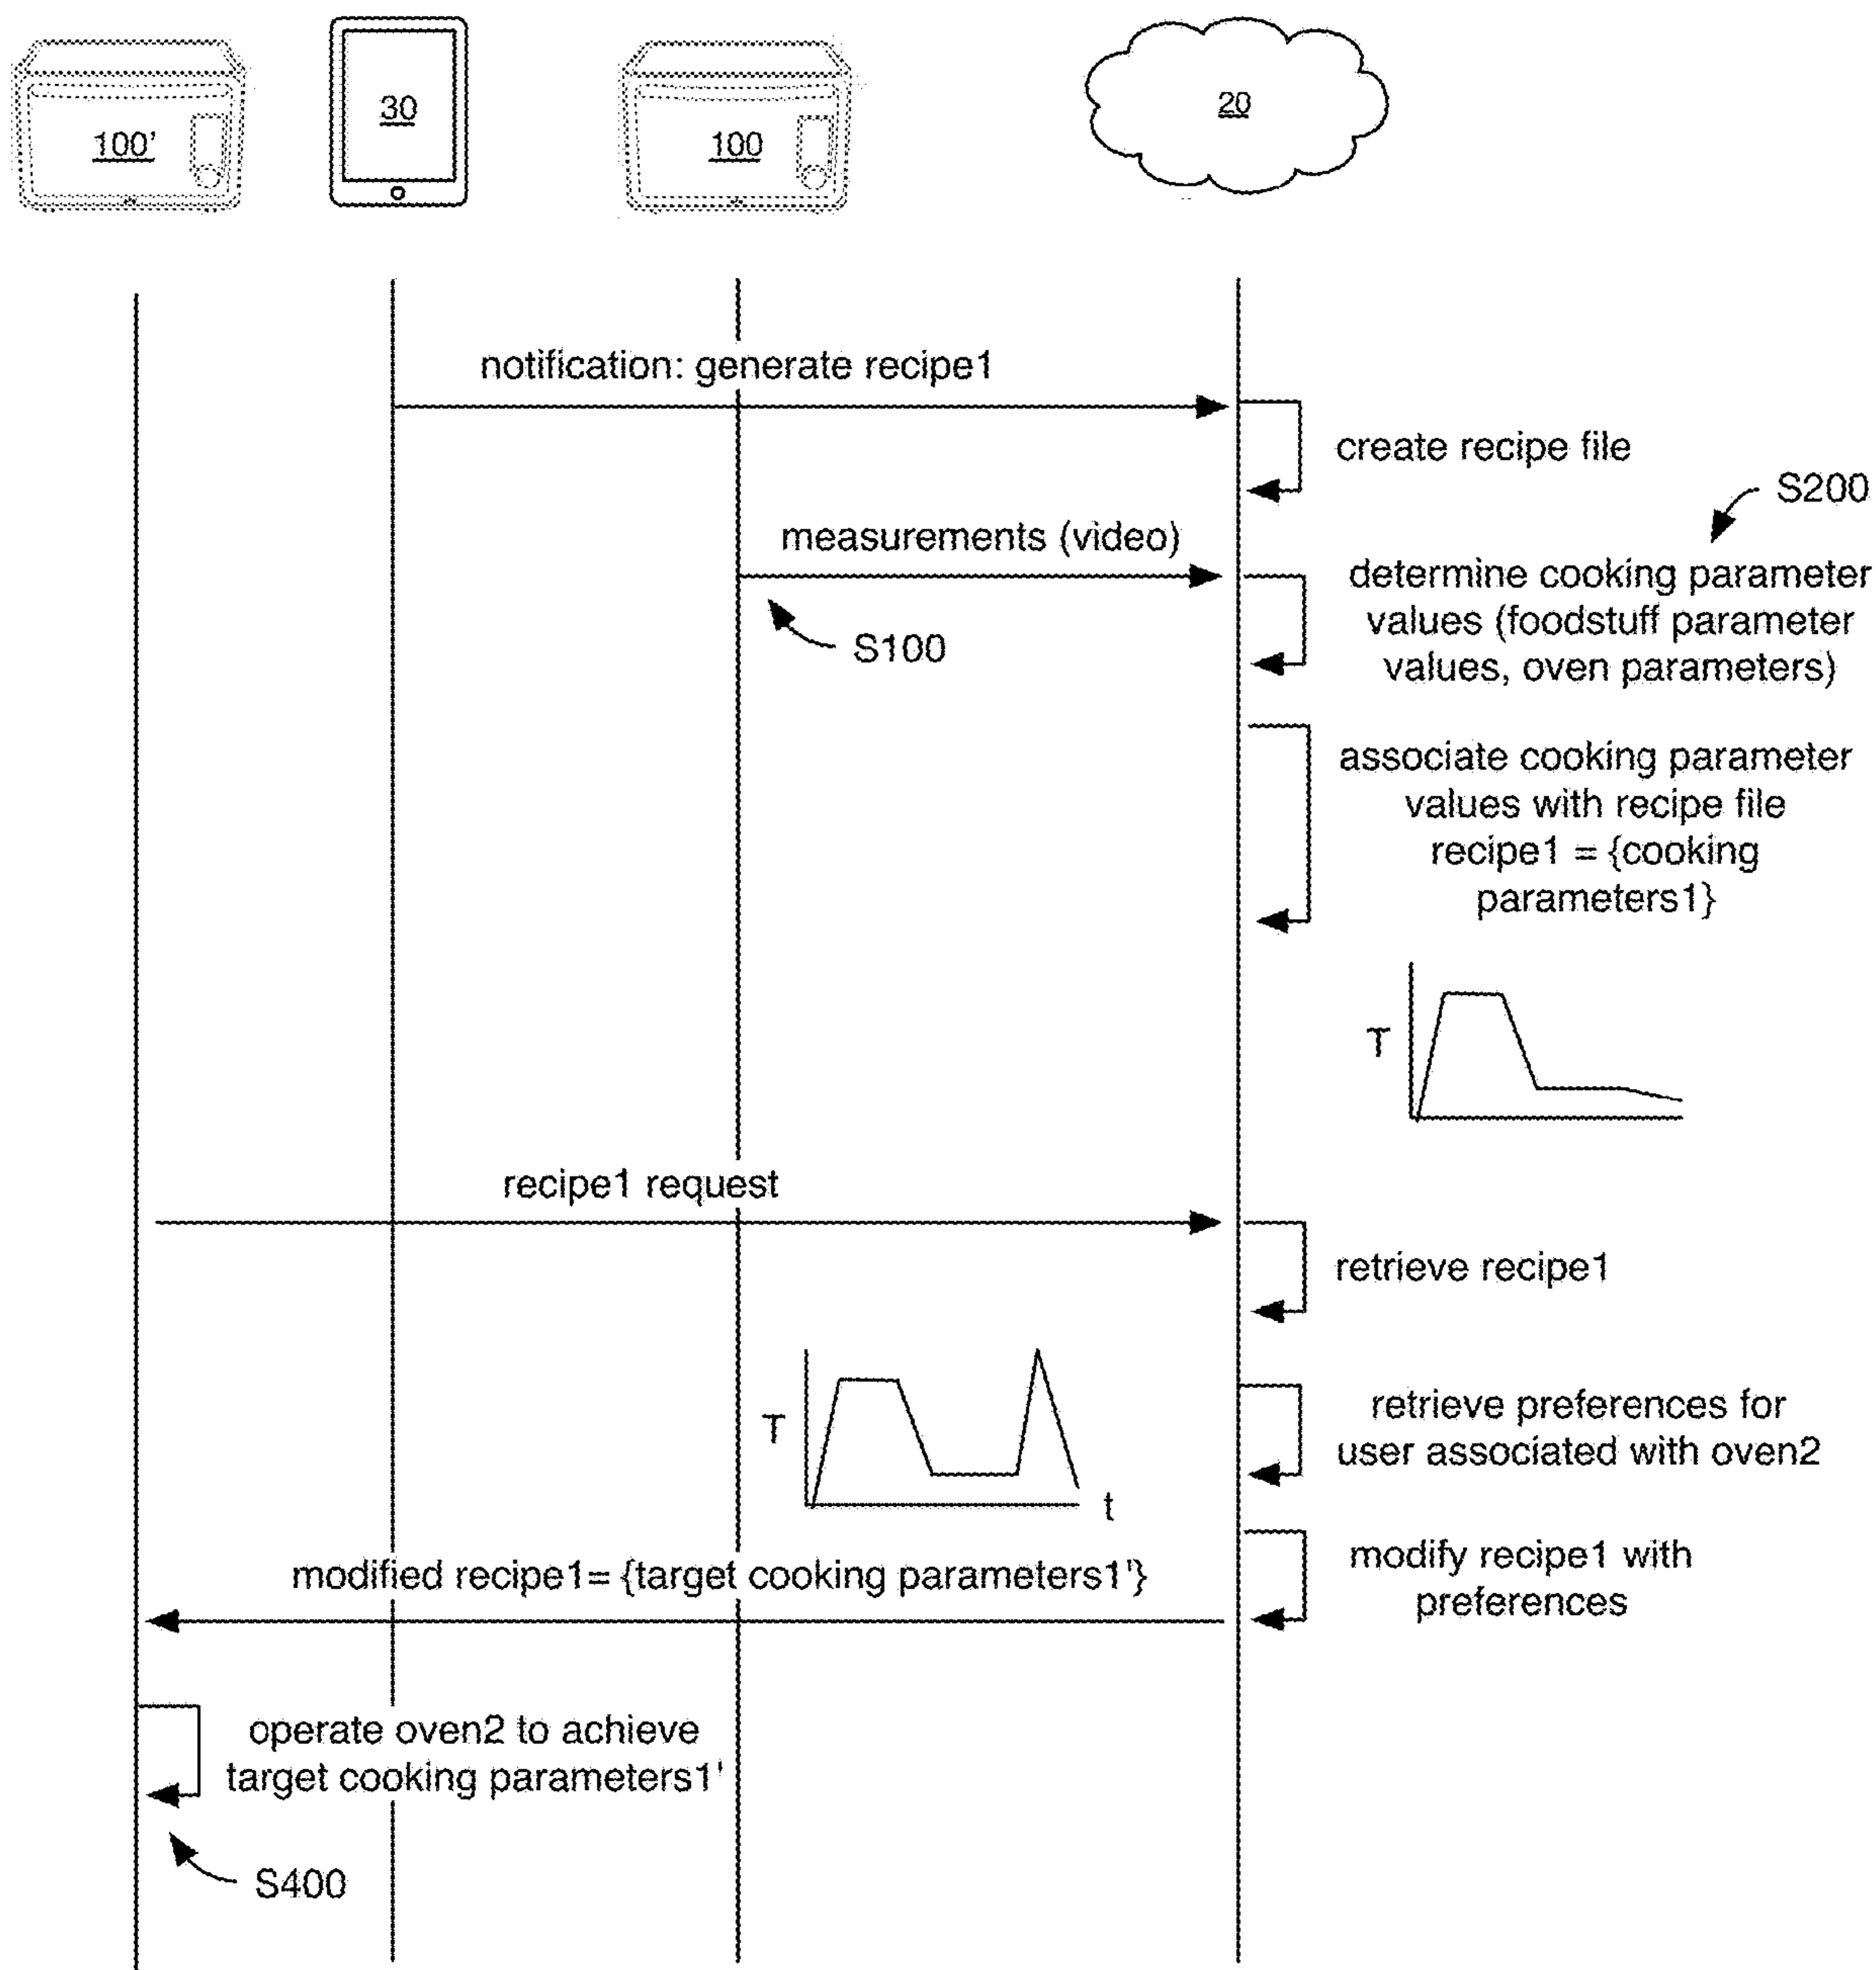 100'
30
100
20
notification: generate recipe1
create recipe file
S200
measurements (video)
S100
determine cooking parameter
values (foodstuff parameter
values, oven parameters)
associate cooking parameter
values with recipe file
recipe1 = {cooking
parameters1}
T
recipe1 request
retrieve recipe1
T
t
retrieve preferences for
user associated with oven2
modified recipe1= {target cooking parameters1'}
modify recipe1 with
preferences
operate oven2 to achieve
target cooking parameters1'
S400